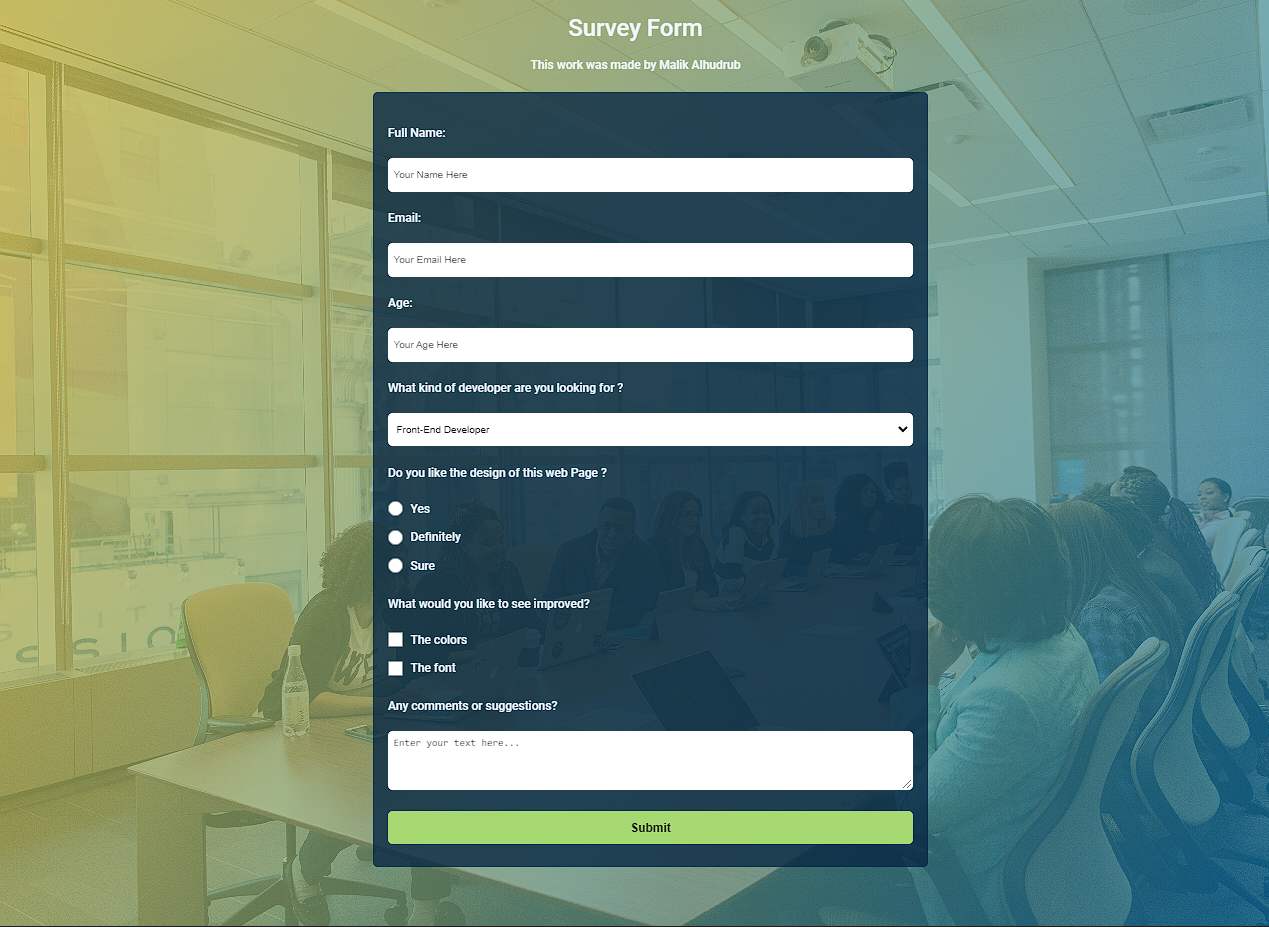 Survey Form
This work was made by Malik Alhudrub
Full Name:
Your Name Here
Email:
Your Email Here
Age:
Your Age Here
What kind of developer are you looking for ?
Front-End Developer
Do you like the design of this web Page ?
Yes
Definitely
Sure
What would you like to see improved?
The colors
The font
Any comments or suggestions?
Enter your text here...
Submit